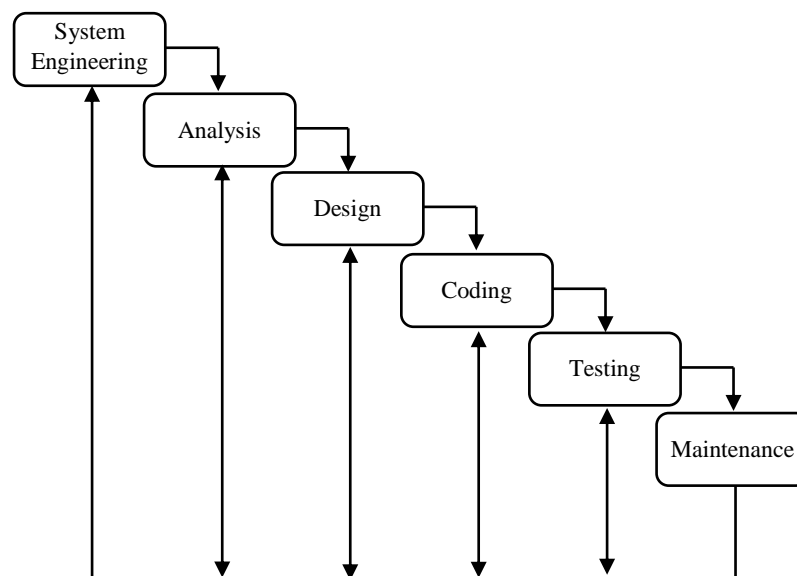 System
Engineering
Analysis
Design
Coding
Testing
Maintenance